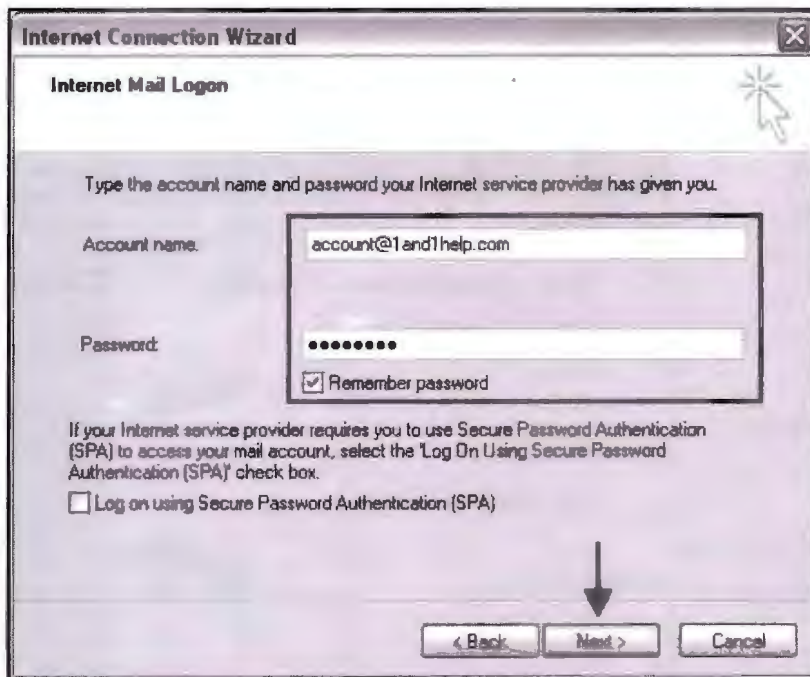 Internet Connection Wizard
Internet Mail Logon
Type the account name and password your Internet service provider has given you.
Account name.
account@1and1help.com
Password:
••••••••
Remember password
If your Internet service provider requires you to use Secure Password Authentication
(SPA) to access your mail account, select the 'Log On Using Secure Password
Authentication (SPA)' check box.
Log on using Secure Password Authentication (SPA)
< Back
Next >
Cancel